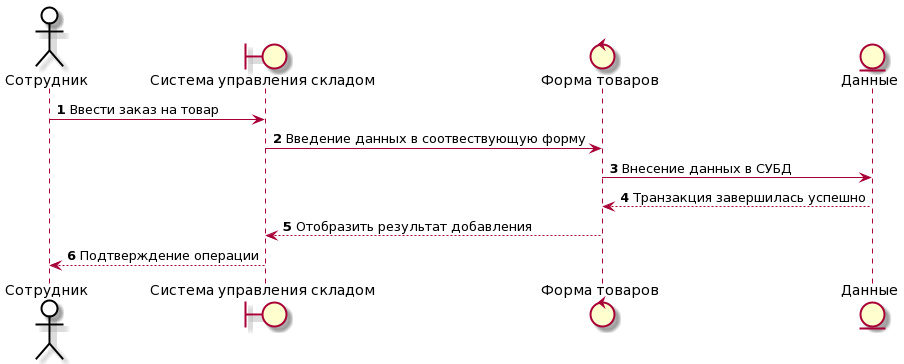 Сотрудник
Система управления складом
Форма товаров
Данные
1 Ввести заказ на товар
2 Введение данных в соотвествующую форму
3 Внесение данных в СУБД
4 Транзакция завершилась успешно
5 Отобразить результат добавления
6 Подтверждение операции
Сотрудник
Система управления складом
Форма товаров
Данные